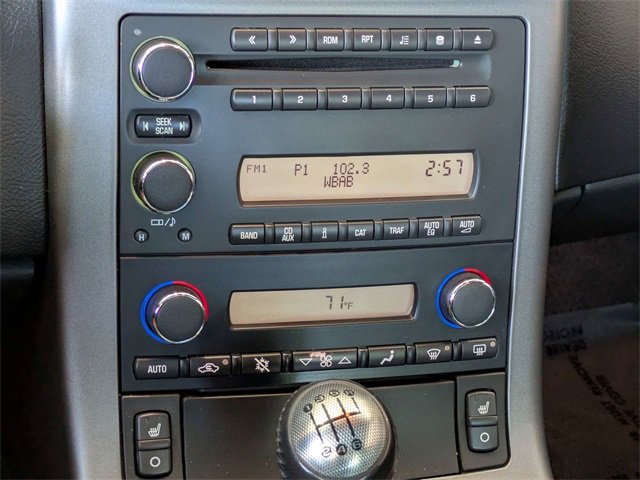 « » RDM RPT
1 2 3 4 5 6
SEEK
SCAN
FM1 P1 102.3 2:57
WBAB
H M
BAND CD AUX i CAT TRAF AUTO EQ AUTO
71°F
AUTO